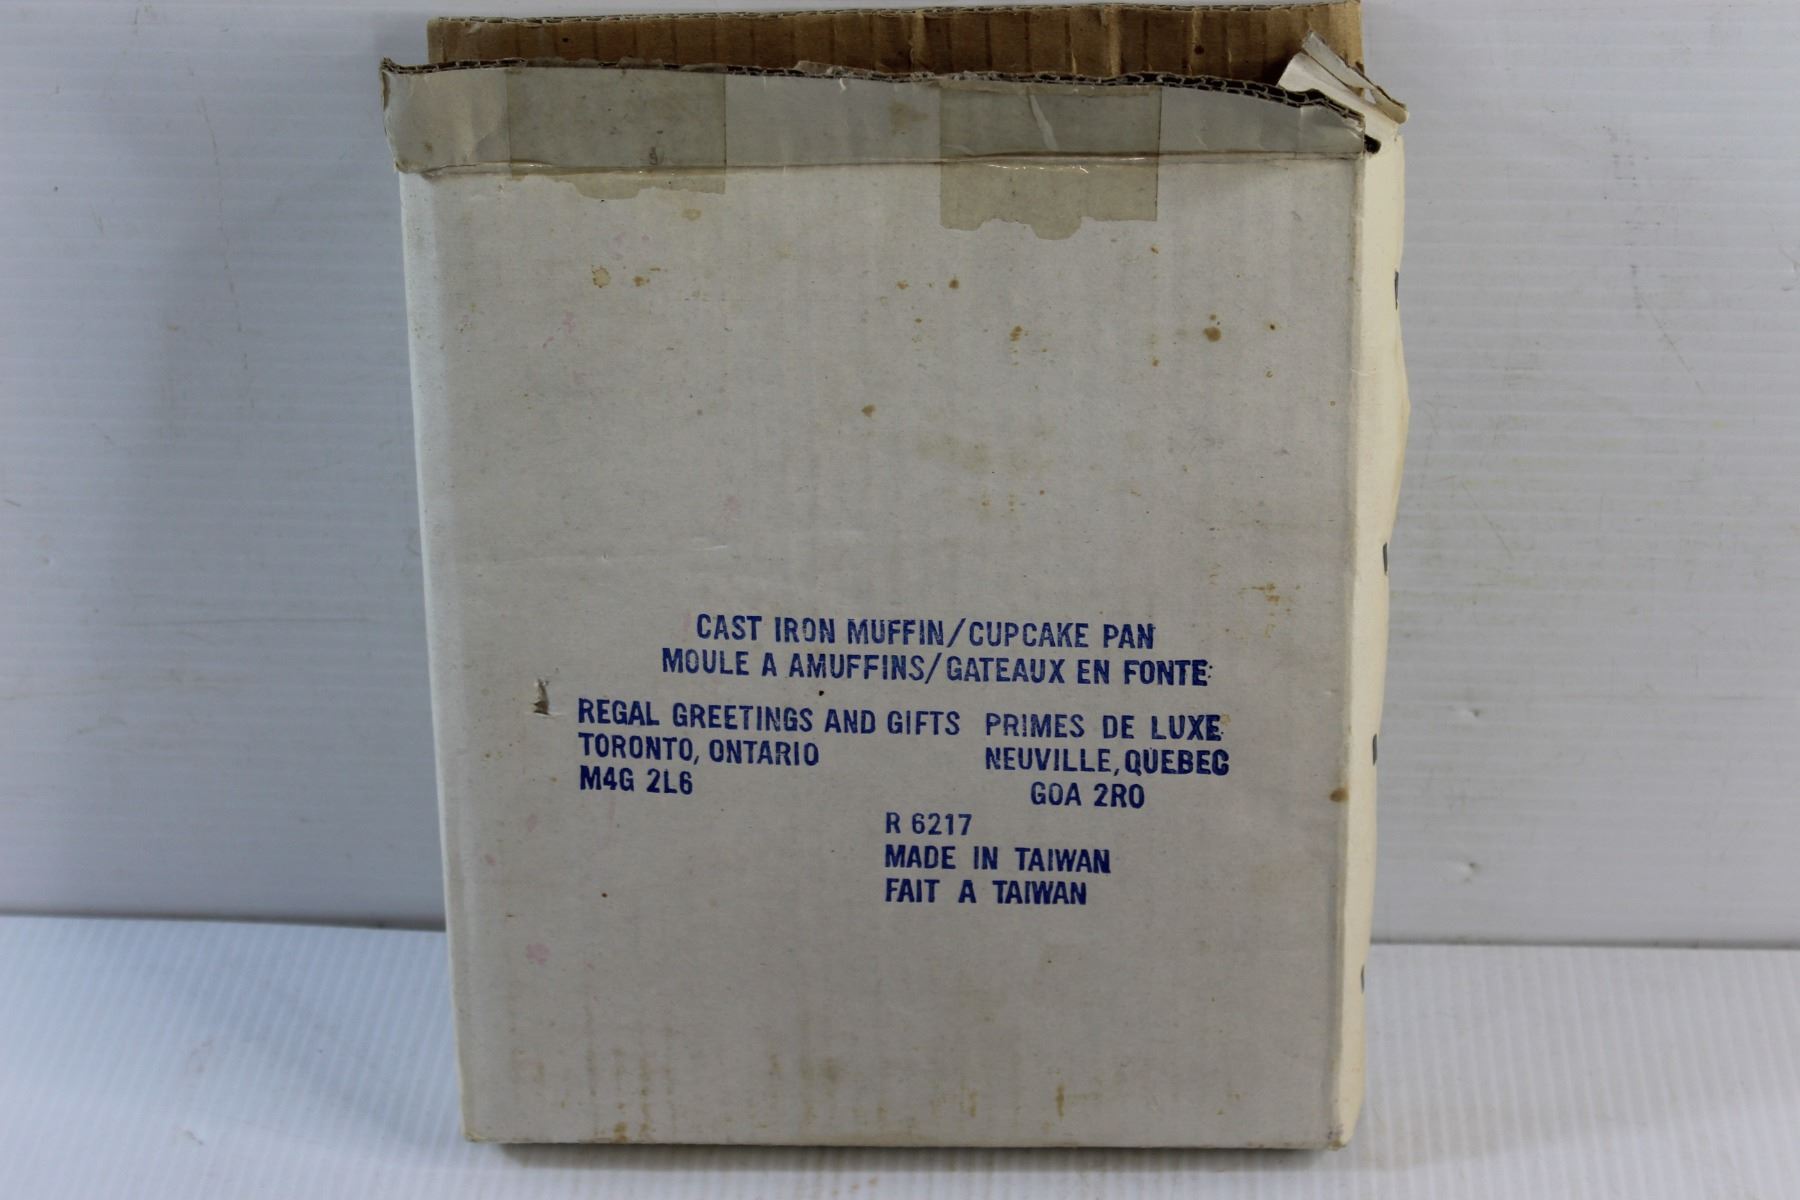 CAST IRON MUFFIN/CUPCAKE PAN
MOULE A AMUFFINS/GATEAUX EN FONTE
REGAL GREETINGS AND GIFTS
TORONTO, ONTARIO
M4G 2L6
PRIMES DE LUXE
NEUVILLE, QUEBEC
GOA 2RO
R 6217
MADE IN TAIWAN
FAIT A TAIWAN